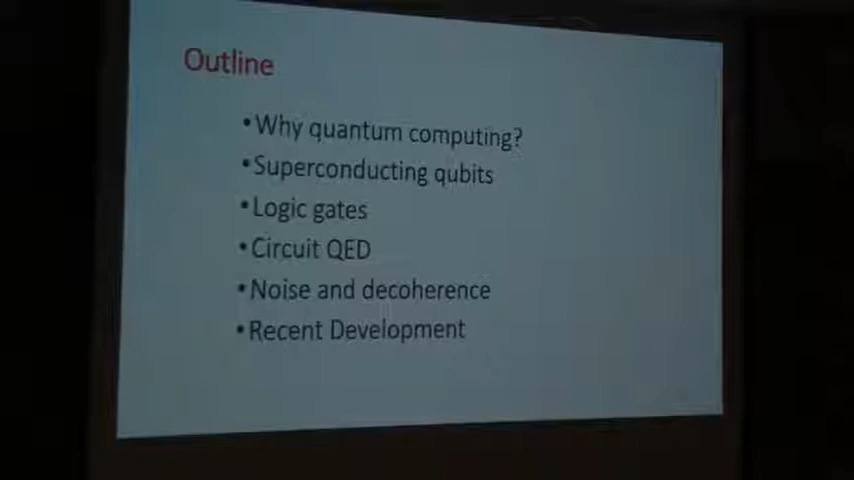 Outline
•Why quantum computing?
•Superconducting qubits
•Logic gates
•Circuit QED
•Noise and decoherence
•Recent Development